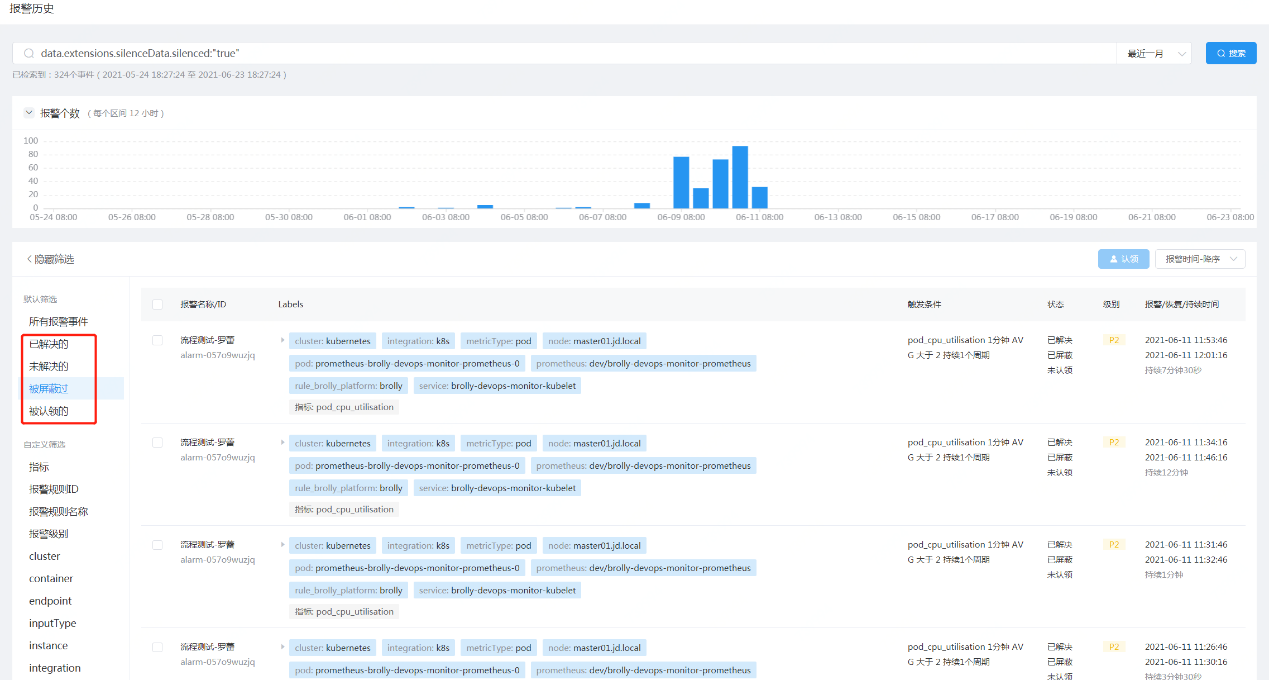 报警历史
data.extensions.silenceData.silenced:"true"
最近一月
搜索
已检索到：324个事件 ( 2021-05-24 18:27:24 至 2021-06-23 18:27:24 )
报警个数 （ 每个区间 12 小时 ）
100
80
60
40
20
0
05-24 08:00 05-26 08:00 05-28 08:00 05-30 08:00 06-01 08:00 06-03 08:00 06-05 08:00 06-07 08:00 06-09 08:00 06-11 08:00 06-13 08:00 06-15 08:00 06-17 08:00 06-19 08:00 06-21 08:00 06-23 08:00
隐藏筛选
认领
报警时间-降序
默认筛选
所有报警事件
已解决的
未解决的
被屏蔽过
被认领的
自定义筛选
指标
报警规则ID
报警规则名称
报警级别
cluster
container
endpoint
inputType
instance
integration
报警名称/ID Labels 触发条件 状态 级别 报警/恢复/持续时间
流程测试-罗蕾 cluster: kubernetes integration: k8s metricType: pod node: master01.jd.local pod_cpu_utilisation 1分钟 AV 已解决 P2 2021-06-11 11:53:46
alarm-057o9wuzjq pod: prometheus-brolly-devops-monitor-prometheus-0 prometheus: dev/brolly-devops-monitor-prometheus G 大于 2 持续1个周期 已屏蔽 2021-06-11 12:01:16
rule_brolly_platform: brolly service: brolly-devops-monitor-kubelet 未认领 持续7分钟30秒
指标: pod_cpu_utilisation
流程测试-罗蕾 cluster: kubernetes integration: k8s metricType: pod node: master01.jd.local pod_cpu_utilisation 1分钟 AV 已解决 P2 2021-06-11 11:34:16
alarm-057o9wuzjq pod: prometheus-brolly-devops-monitor-prometheus-0 prometheus: dev/brolly-devops-monitor-prometheus G 大于 2 持续1个周期 已屏蔽 2021-06-11 11:46:16
rule_brolly_platform: brolly service: brolly-devops-monitor-kubelet 未认领 持续12分钟
指标: pod_cpu_utilisation
流程测试-罗蕾 cluster: kubernetes integration: k8s metricType: pod node: master01.jd.local pod_cpu_utilisation 1分钟 AV 已解决 P2 2021-06-11 11:31:46
alarm-057o9wuzjq pod: prometheus-brolly-devops-monitor-prometheus-0 prometheus: dev/brolly-devops-monitor-prometheus G 大于 2 持续1个周期 已屏蔽 2021-06-11 11:32:46
rule_brolly_platform: brolly service: brolly-devops-monitor-kubelet 未认领 持续1分钟
指标: pod_cpu_utilisation
流程测试-罗蕾 cluster: kubernetes integration: k8s metricType: pod node: master01.jd.local pod_cpu_utilisation 1分钟 AV 已解决 P2 2021-06-11 11:26:46
alarm-057o9wuzjq pod: prometheus-brolly-devops-monitor-prometheus-0 prometheus: dev/brolly-devops-monitor-prometheus G 大于 2 持续1个周期 已屏蔽 2021-06-11 11:30:16
未认领 持续3分钟30秒